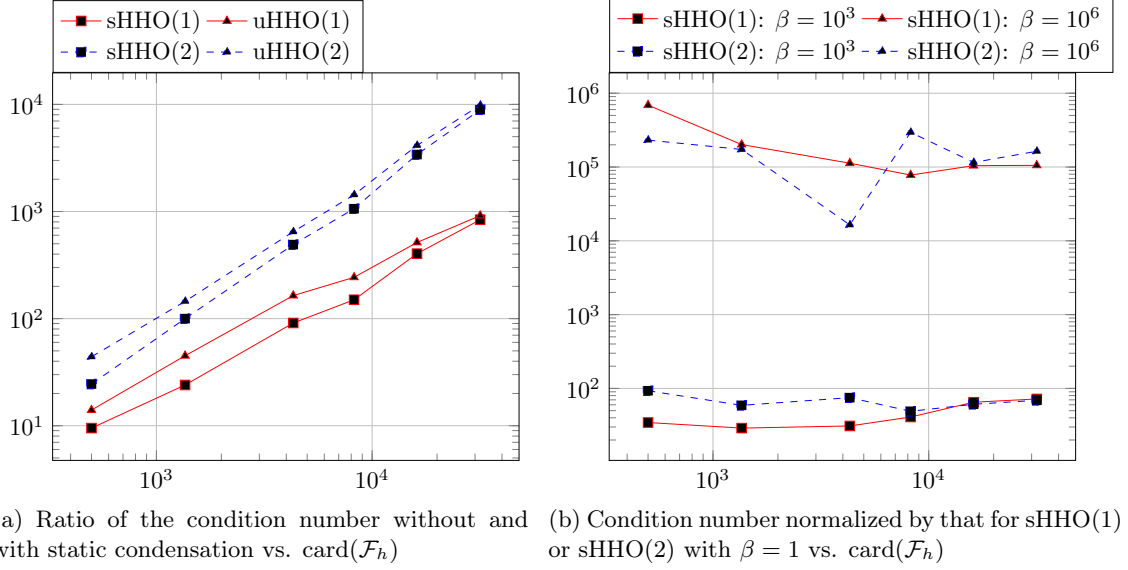 sHHO(1) uHHO(1)
sHHO(2) uHHO(2)
10^4
10^3
10^2
10^1
10^3 10^4
a) Ratio of the condition number without and
with static condensation vs. card(ℱ_h)
sHHO(1): β = 10^3 sHHO(1): β = 10^6
sHHO(2): β = 10^3 sHHO(2): β = 10^6
10^6
10^5
10^4
10^3
10^2
10^3 10^4
(b) Condition number normalized by that for sHHO(1)
or sHHO(2) with β = 1 vs. card(ℱ_h)